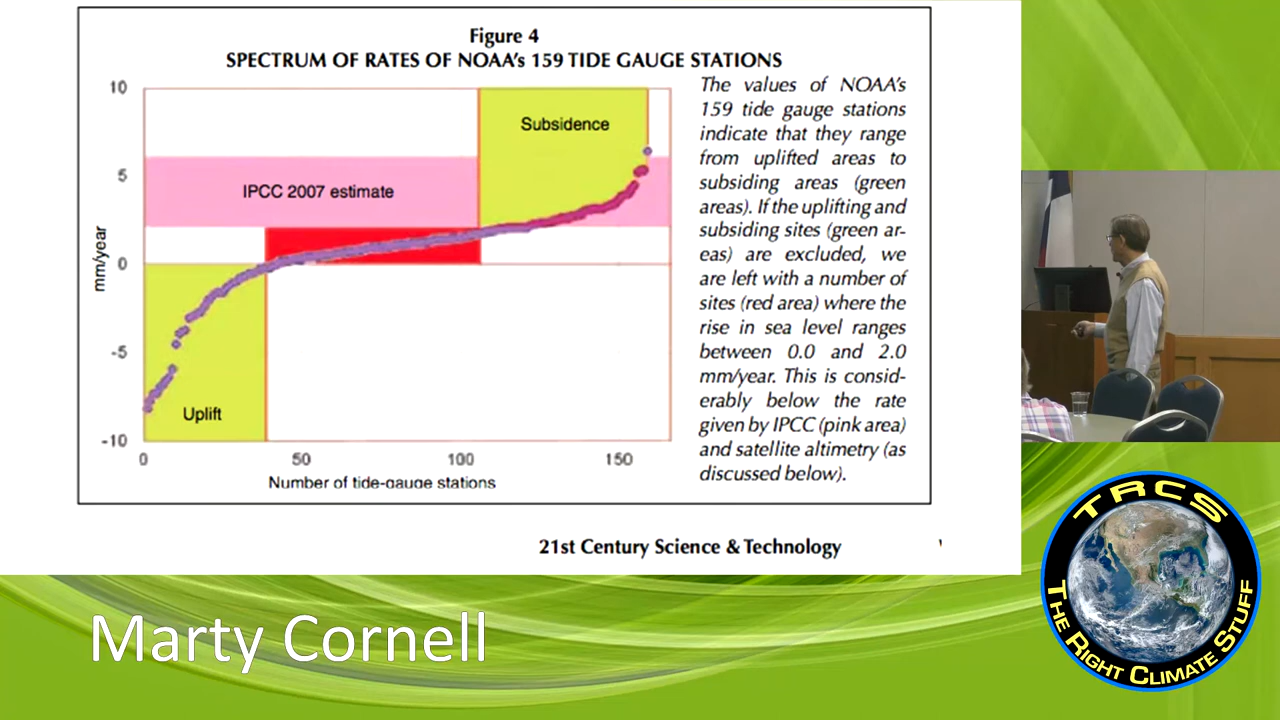 Figure 4
SPECTRUM OF RATES OF NOAA's 159 TIDE GAUGE STATIONS
10
5
0
-5
-10
mm/year
Subsidence
IPCC 2007 estimate
Uplift
0
50
100
150
Number of tide-gauge stations
The values of NOAA's
159 tide gauge stations
indicate that they range
from uplifted areas to
subsiding areas (green
areas). If the uplifting and
subsiding sites (green ar-
eas) are excluded, we
are left with a number of
sites (red area) where the
rise in sea level ranges
between 0.0 and 2.0
mm/year. This is consid-
erably below the rate
given by IPCC (pink area)
and satellite altimetry (as
discussed below).
21st Century Science & Technology
Marty Cornell
TRCS
THE RIGHT CLIMATE STUFF